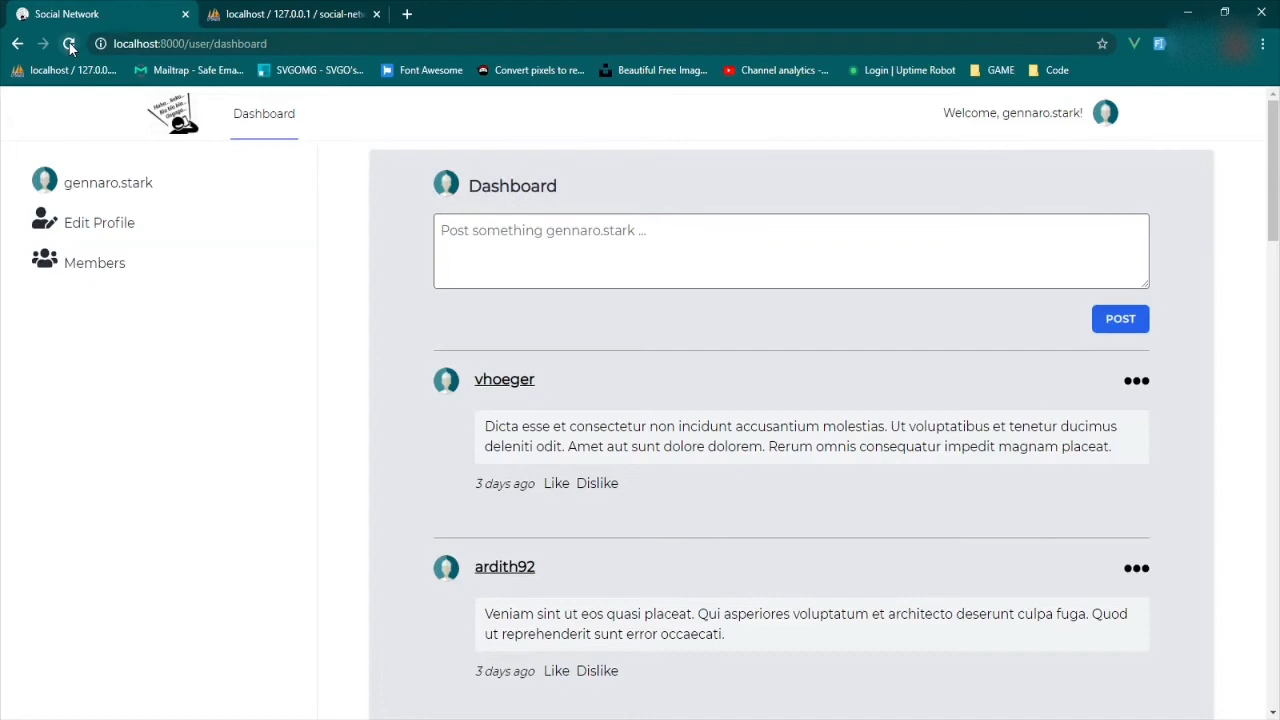 Social Network
localhost / 127.0.0.1 / social-netw
localhost:8000/user/dashboard
localhost / 127.0.0....
Mailtrap - Safe Ema...
SVGOMG - SVGO's...
Font Awesome
Convert pixels to re...
Beautiful Free Imag...
Channel analytics -...
Login | Uptime Robot
GAME
Code
Dashboard
Welcome, gennaro.stark!
gennaro.stark
Edit Profile
Members
Dashboard
Post something gennaro.stark ...
POST
vhoeger
Dicta esse et consectetur non incidunt accusantium molestias. Ut voluptatibus et tenetur ducimus
deleniti odit. Amet aut sunt dolore dolorem. Rerum omnis consequatur impedit magnam placeat.
3 days ago Like Dislike
ardith92
Veniam sint ut eos quasi placeat. Qui asperiores voluptatum et architecto deserunt culpa fuga. Quod
ut reprehenderit sunt error occaecati.
3 days ago Like Dislike